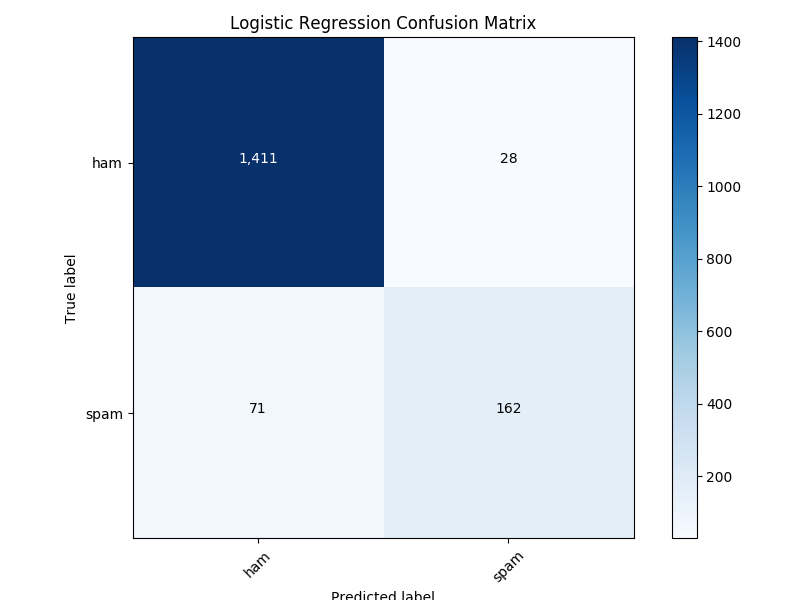 Logistic Regression Confusion Matrix
1400
1200
1000
800
600
400
200
True label
ham
1,411
28
spam
71
162
ham
spam
Predicted label